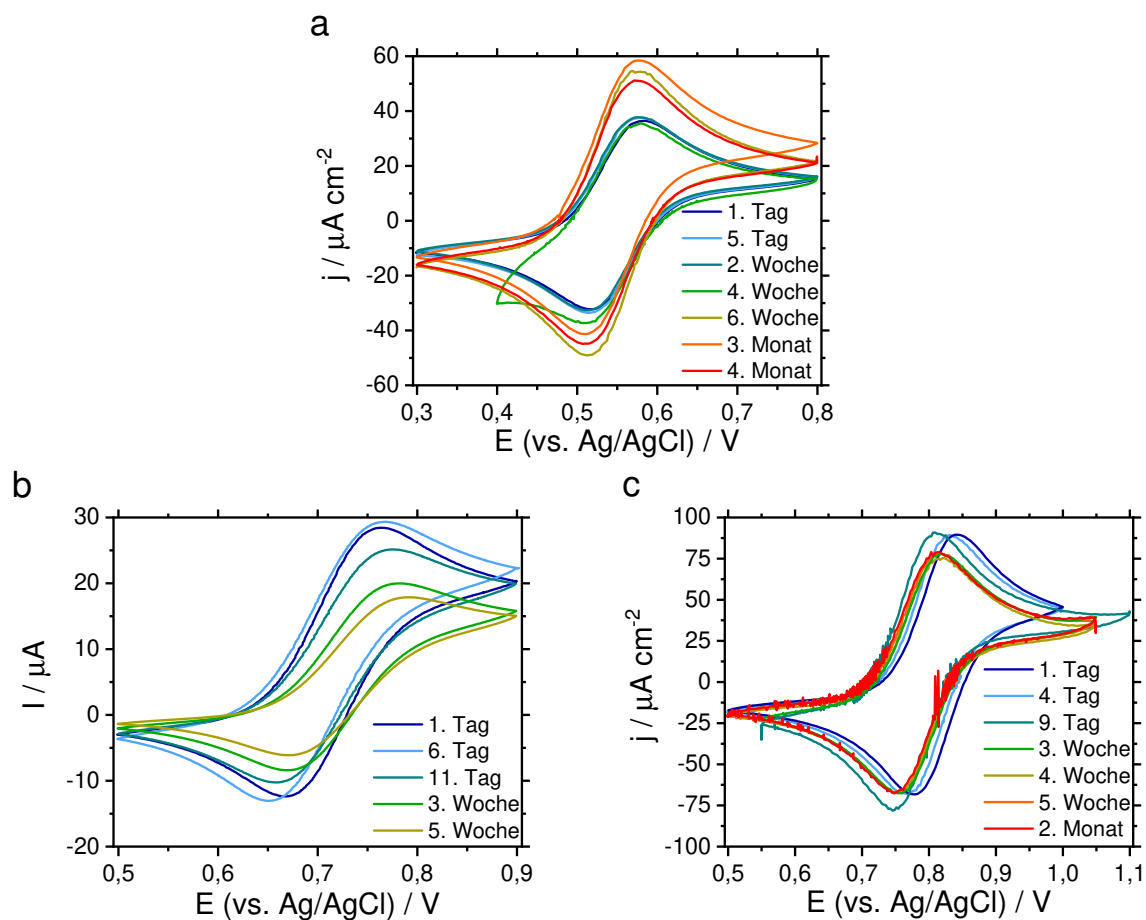 a
60
40
20
0
-20
-40
-60
j / µA cm⁻²
0,3 0,4 0,5 0,6 0,7 0,8
E (vs. Ag/AgCl) / V
1. Tag
5. Tag
2. Woche
4. Woche
6. Woche
3. Monat
4. Monat
b
30
20
10
0
-10
-20
I / µA
0,5 0,6 0,7 0,8 0,9
E (vs. Ag/AgCl) / V
1. Tag
6. Tag
11. Tag
3. Woche
5. Woche
c
100
75
50
25
0
-25
-50
-75
-100
j / µA cm⁻²
0,5 0,6 0,7 0,8 0,9 1,0 1,1
E (vs. Ag/AgCl) / V
1. Tag
4. Tag
9. Tag
3. Woche
4. Woche
5. Woche
2. Monat